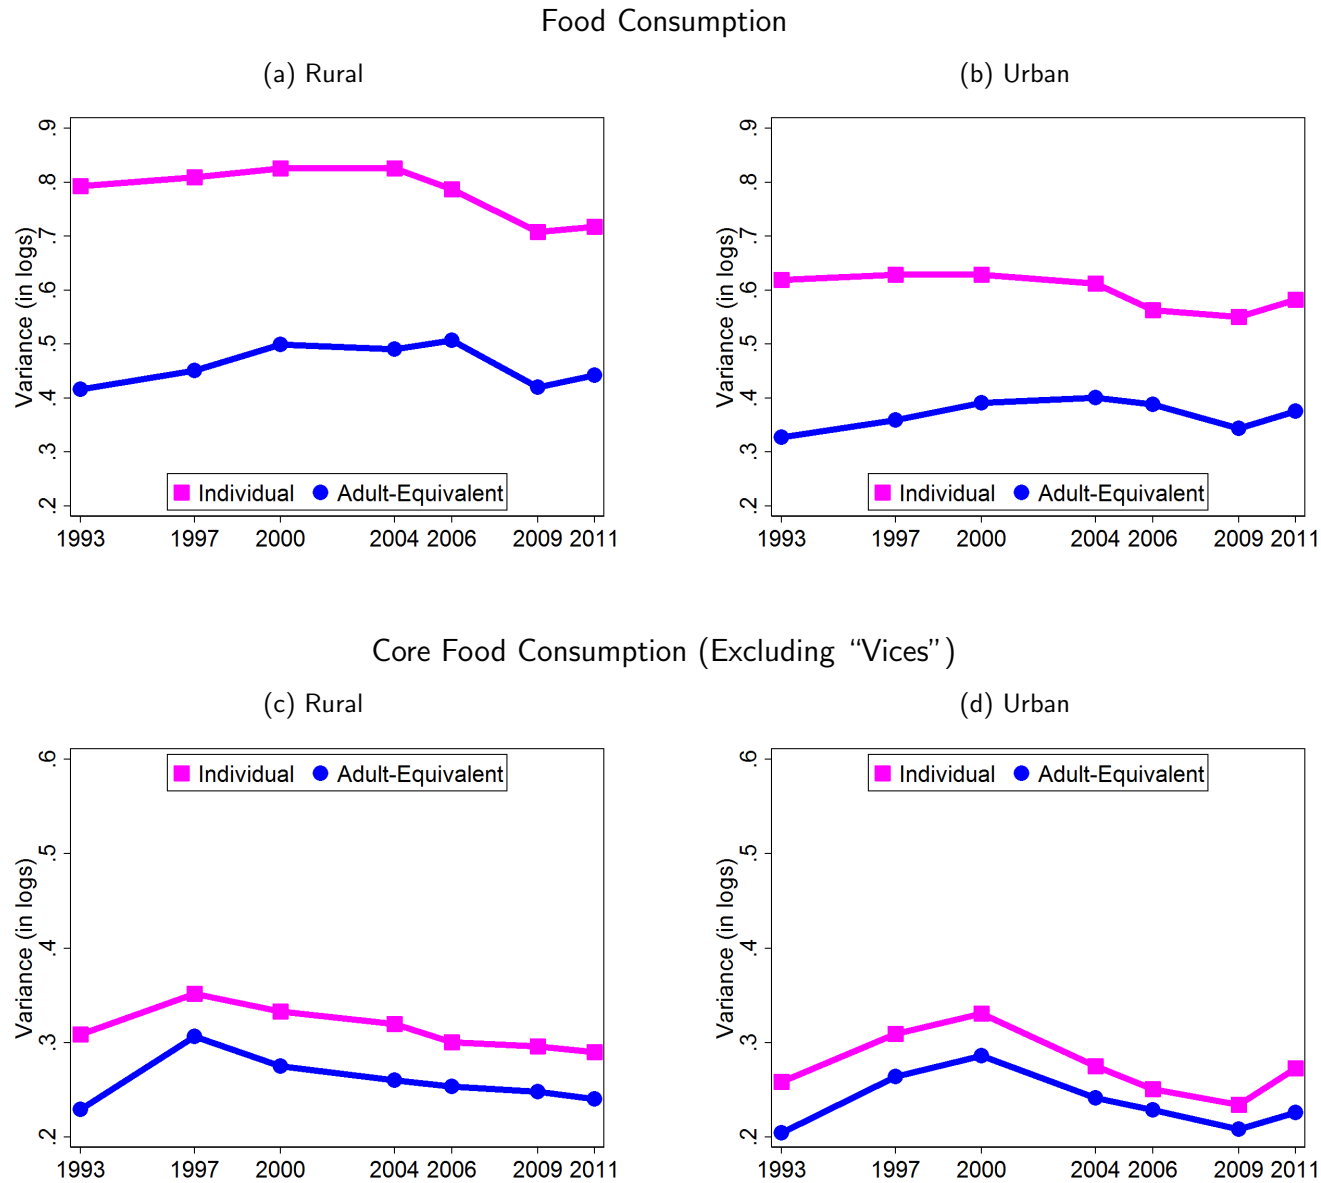 Food Consumption
(a) Rural
(b) Urban
Variance (in logs)
.2 .3 .4 .5 .6 .7 .8 .9
Individual Adult-Equivalent
1993 1997 2000 2004 2006 2009 2011
Variance (in logs)
.2 .3 .4 .5 .6 .7 .8 .9
Individual Adult-Equivalent
1993 1997 2000 2004 2006 2009 2011
Core Food Consumption (Excluding “Vices”)
(c) Rural
(d) Urban
Variance (in logs)
.2 .3 .4 .5 .6
Individual Adult-Equivalent
1993 1997 2000 2004 2006 2009 2011
Variance (in logs)
.2 .3 .4 .5 .6
Individual Adult-Equivalent
1993 1997 2000 2004 2006 2009 2011